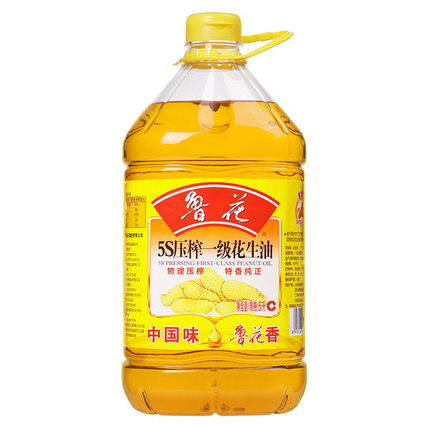 鲁花
5S压榨一级花生油
5S PRESSING FIRST-CLASS PEANUT OIL
物理压榨 特香纯正
中国味 鲁花香